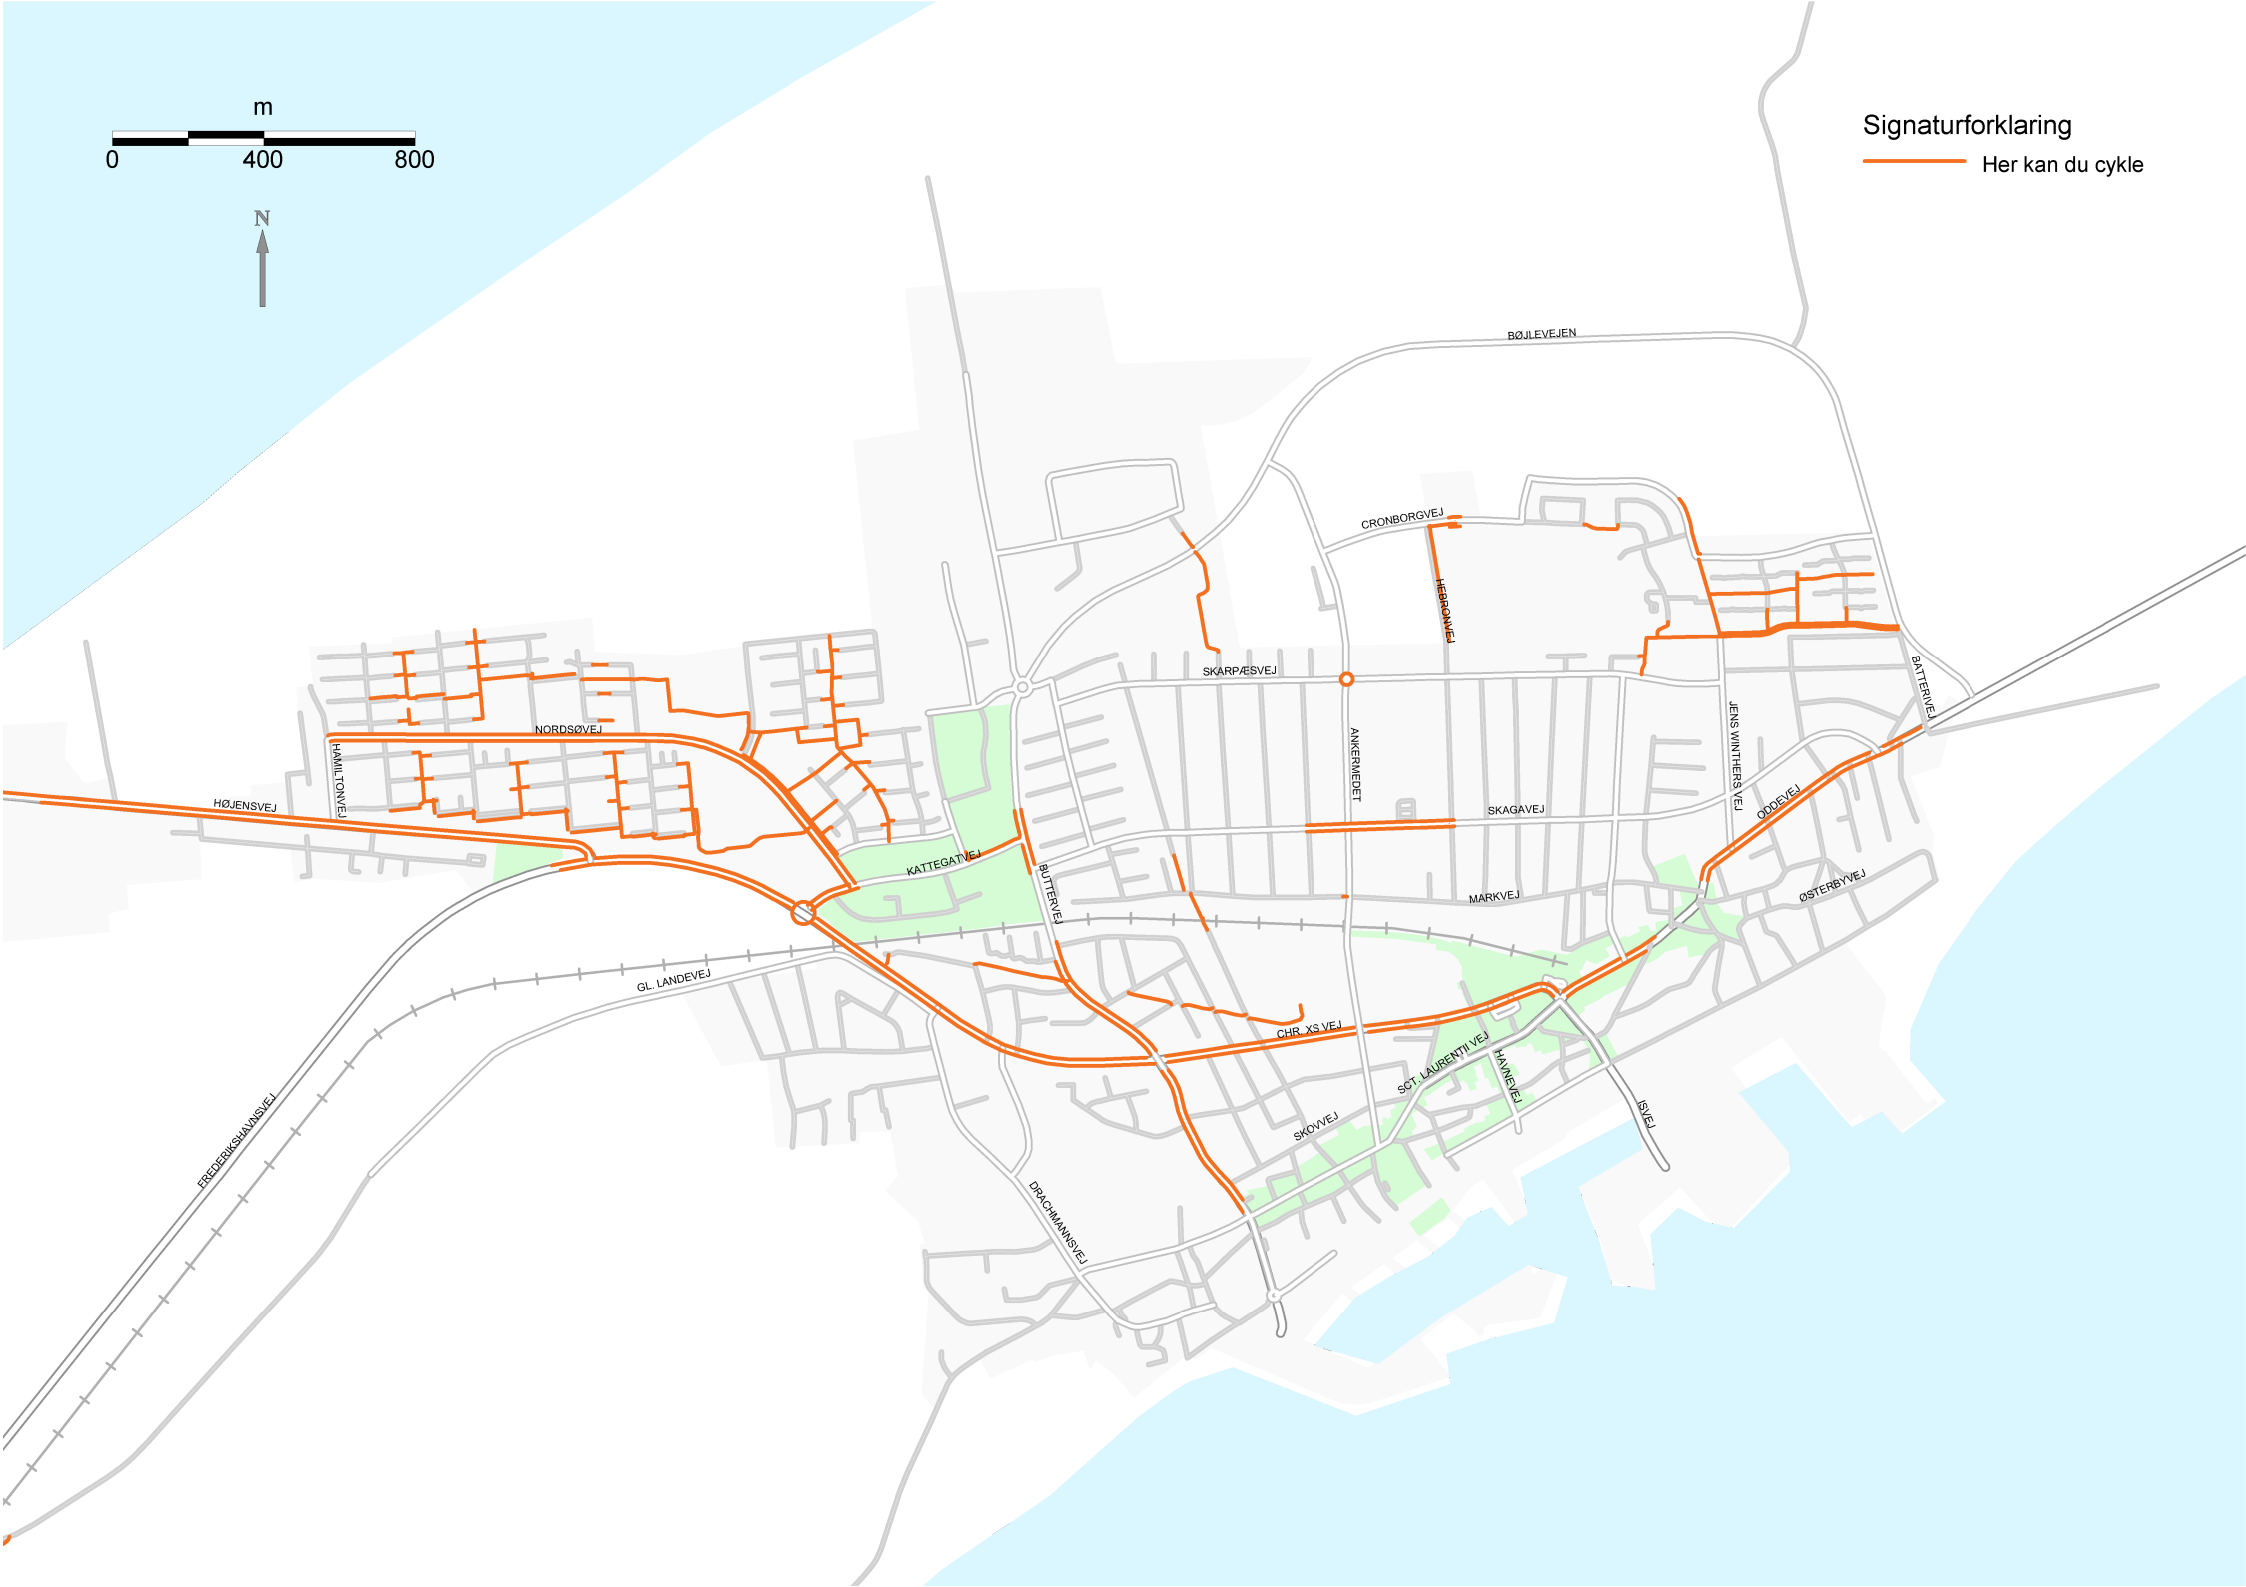 m
0 400 800
N
Signaturforklaring
Her kan du cykle
BØJLEVEJEN
CRONBORGVEJ
HEBRONVEJ
SKARPÆSVEJ
BATTERIVEJ
NORDSØVEJ
HAMILTONVEJ
JENS WINTHERS VEJ
ANKERMEDET
HØJENSVEJ
SKAGAVEJ
ODDEVEJ
KATTEGATVEJ
BUTTERVEJ
MARKVEJ
ØSTERBYVEJ
GL. LANDEVEJ
CHR. XS VEJ
SCT. LAURENTII VEJ
HAVNEVEJ
FREDERIKSHAVNSVEJ
SKOVVEJ
ISVEJ
DRACHMANNSVEJ